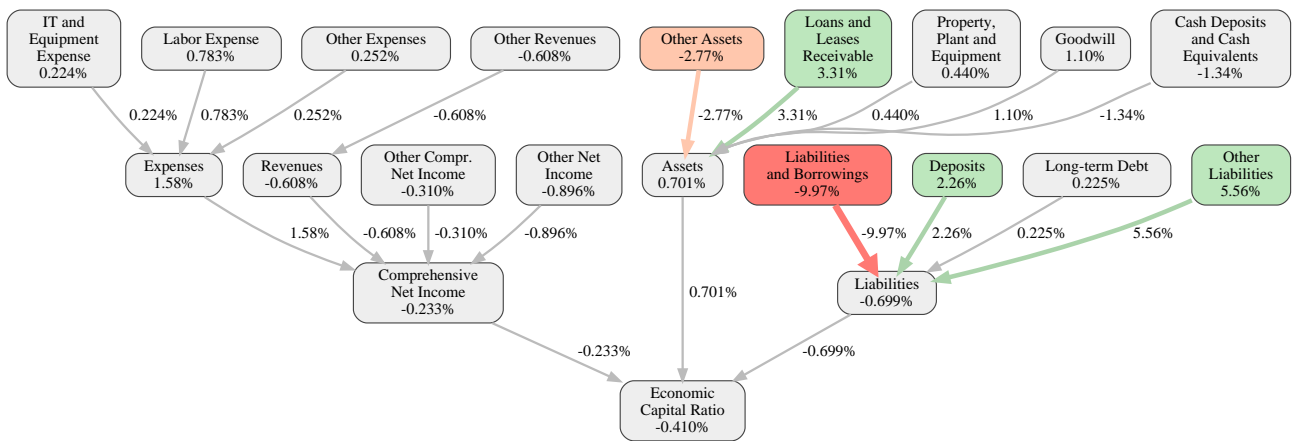 IT and
Equipment
Expense
0.224%
Labor Expense
0.783%
Other Expenses
0.252%
Other Revenues
-0.608%
Other Assets
-2.77%
Loans and
Leases
Receivable
3.31%
Property,
Plant and
Equipment
0.440%
Goodwill
1.10%
Cash Deposits
and Cash
Equivalents
-1.34%
0.224%
0.783%
0.252%
-0.608%
-2.77%
3.31%
0.440%
1.10%
-1.34%
Expenses
1.58%
Revenues
-0.608%
Other Compr.
Net Income
-0.310%
Other Net
Income
-0.896%
Assets
0.701%
Liabilities
and Borrowings
-9.97%
Deposits
2.26%
Long-term Debt
0.225%
Other
Liabilities
5.56%
1.58%
-0.608%
-0.310%
-0.896%
-9.97%
2.26%
0.225%
5.56%
Comprehensive
Net Income
-0.233%
0.701%
Liabilities
-0.699%
-0.233%
-0.699%
Economic
Capital Ratio
-0.410%